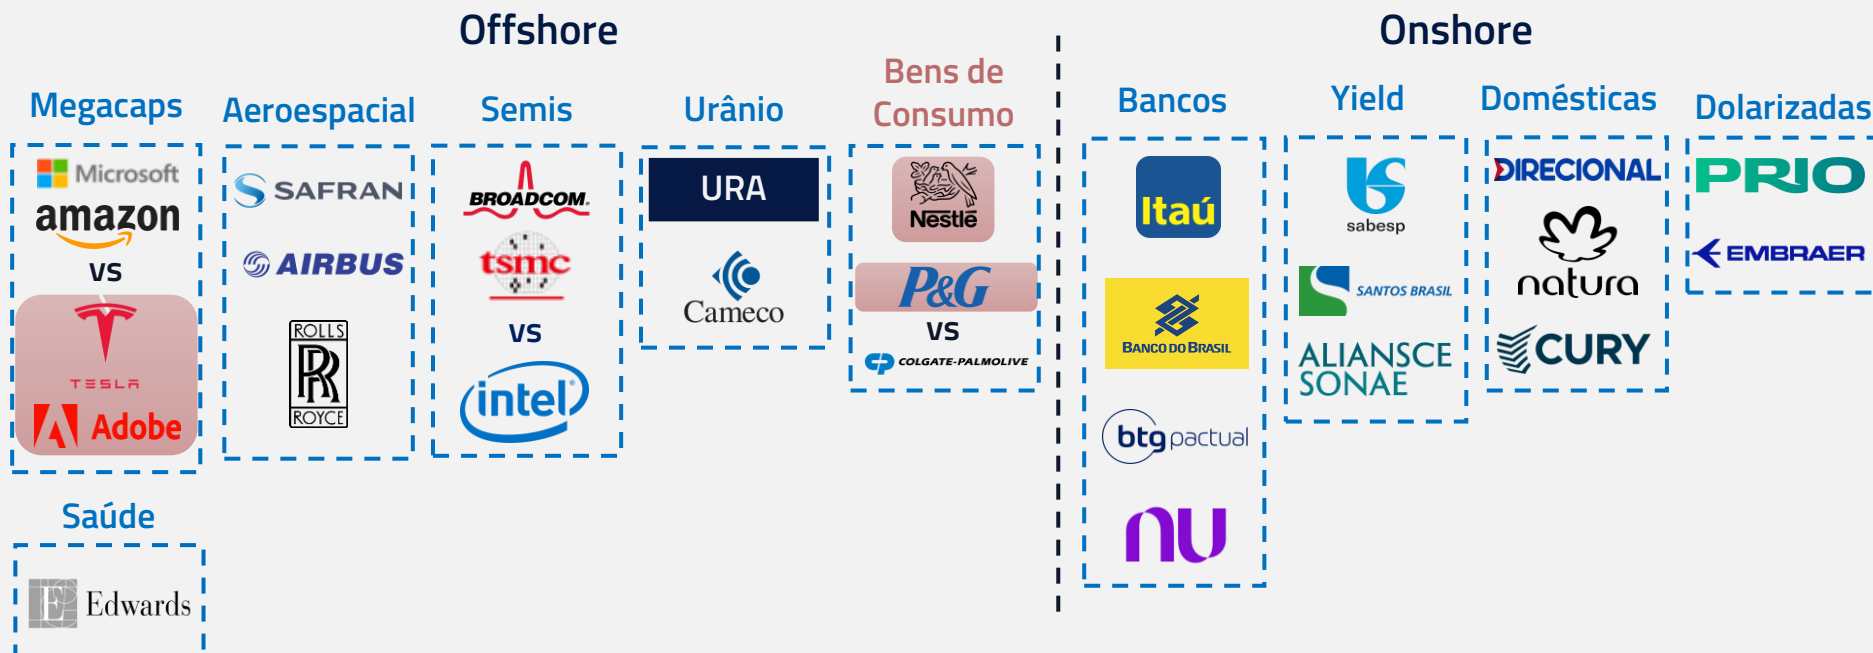 Offshore
Megacaps
Microsoft
amazon
vs
TESLA
Adobe
Aeroespacial
SAFRAN
AIRBUS
ROLLS
RR
ROYCE
Semis
BROADCOM.
tsmc
vs
intel
Urânio
URA
Cameco
Bens de
Consumo
Nestlé
P&G
vs
CP COLGATE-PALMOLIVE
Saúde
E Edwards
Onshore
Bancos
Itaú
BANCO DO BRASIL
btg pactual
nu
Yield
sabesp
SANTOS BRASIL
ALIANSCE
SONAE
Domésticas
DIRECIONAL
natura
CURY
Dolarizadas
PRIO
EMBRAER